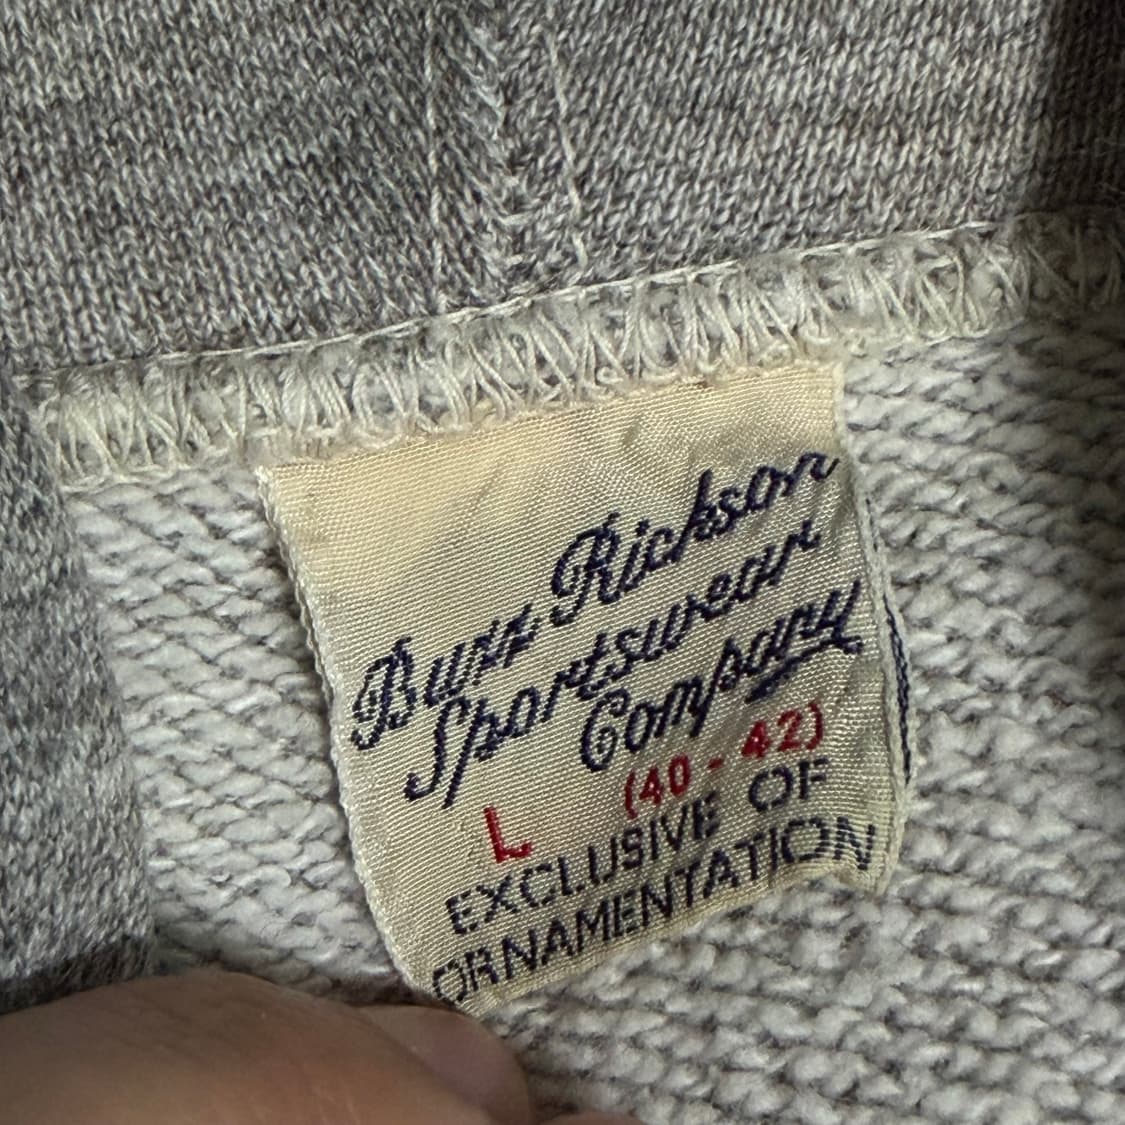 Buzz Rickson
Sportswear
Company
L (40 - 42)
EXCLUSIVE OF
ORNAMENTATION